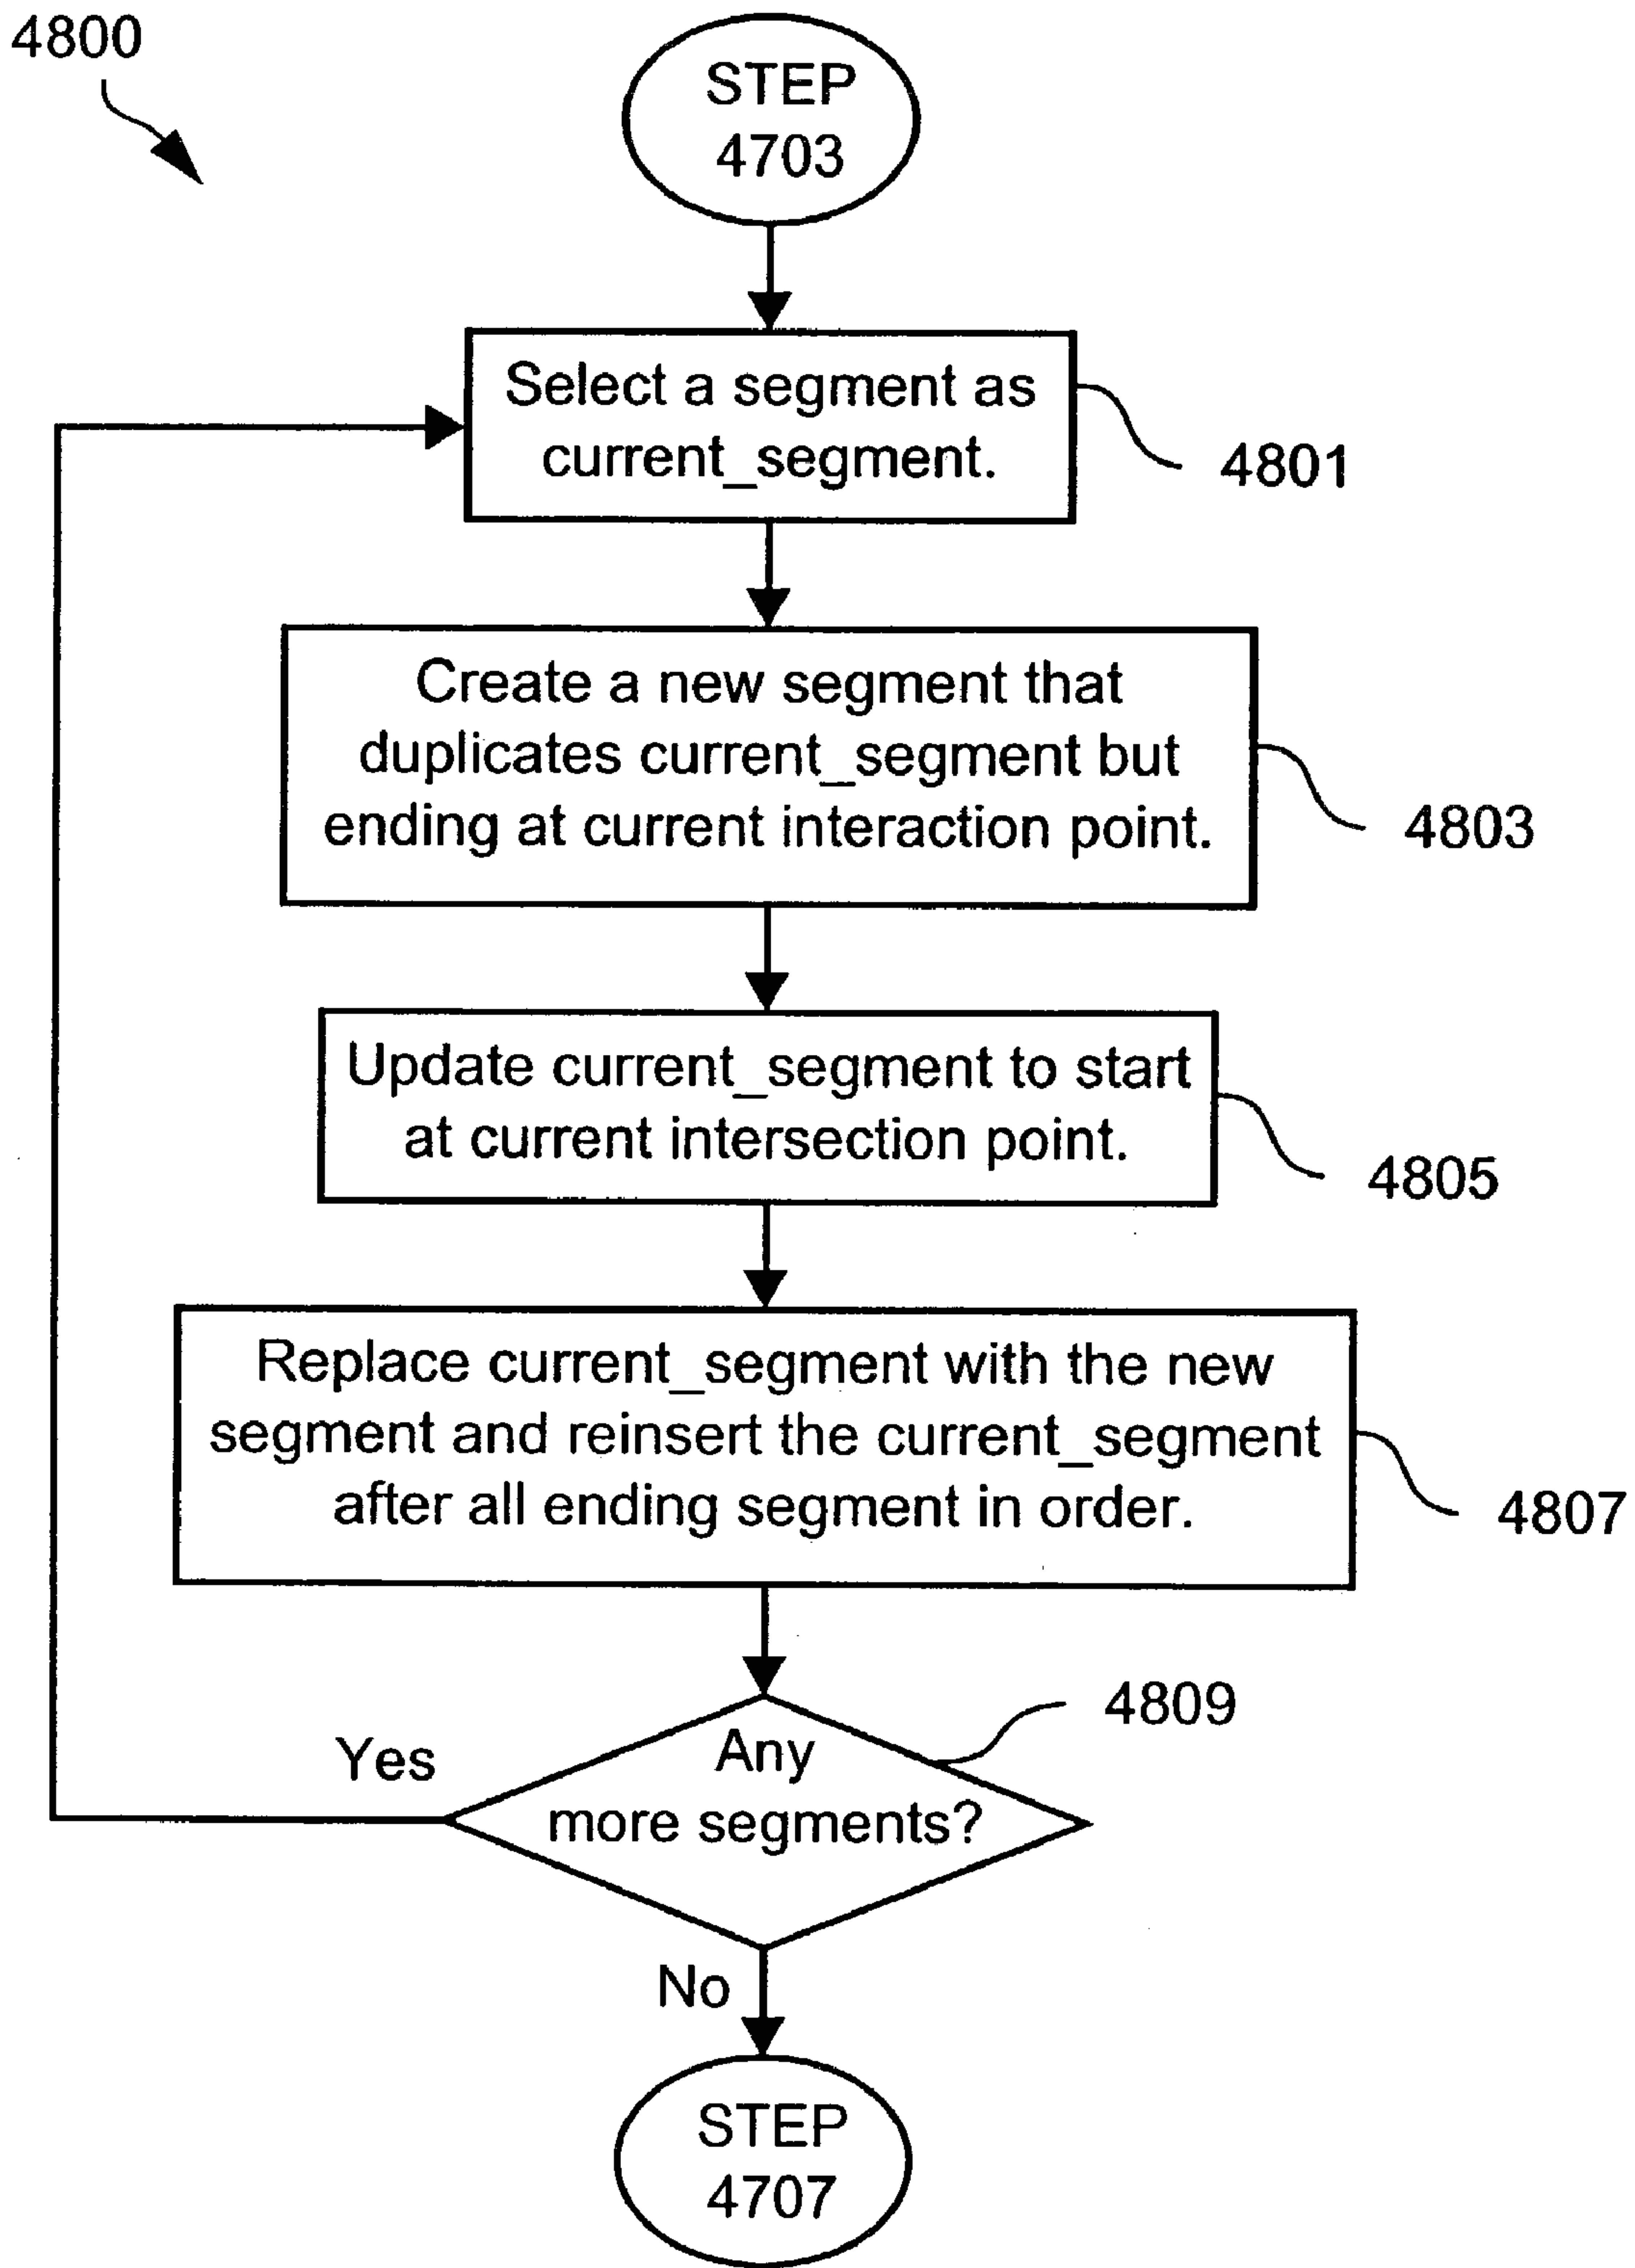 4800
STEP
4703
Select a segment as
current_segment.
4801
Create a new segment that
duplicates current_segment but
ending at current interaction point.
4803
Update current_segment to start
at current intersection point.
4805
Replace current_segment with the new
segment and reinsert the current_segment
after all ending segment in order.
4807
4809
Yes
Any
more segments?
No
STEP
4707